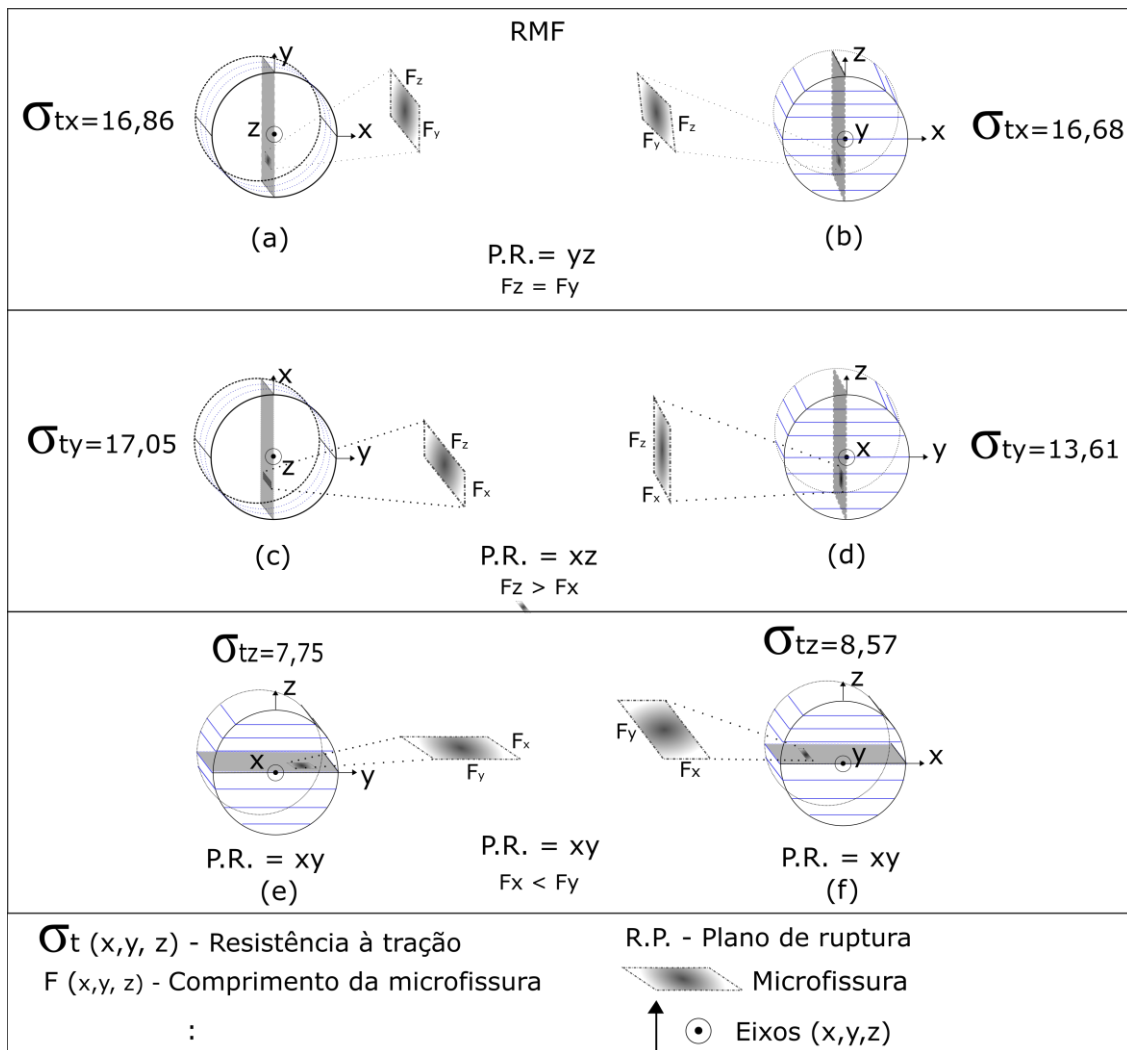 RMF
y
z
x
σtx=16,86
Fz
Fy
(a)
z
y
x
σtx=16,68
Fz
Fy
(b)
P.R.= yz
Fz = Fy
x
z
y
σty=17,05
Fz
Fx
(c)
z
x
y
σty=13,61
Fz
Fx
(d)
P.R. = xz
Fz > Fx
σtz=7,75
z
x
y
Fx
Fy
P.R. = xy
(e)
σtz=8,57
z
y
x
Fy
Fx
P.R. = xy
(f)
P.R. = xy
Fx < Fy
σt (x,y, z) - Resistência à tração
F (x,y, z) - Comprimento da microfissura
:
R.P. - Plano de ruptura
Microfissura
Eixos (x,y,z)